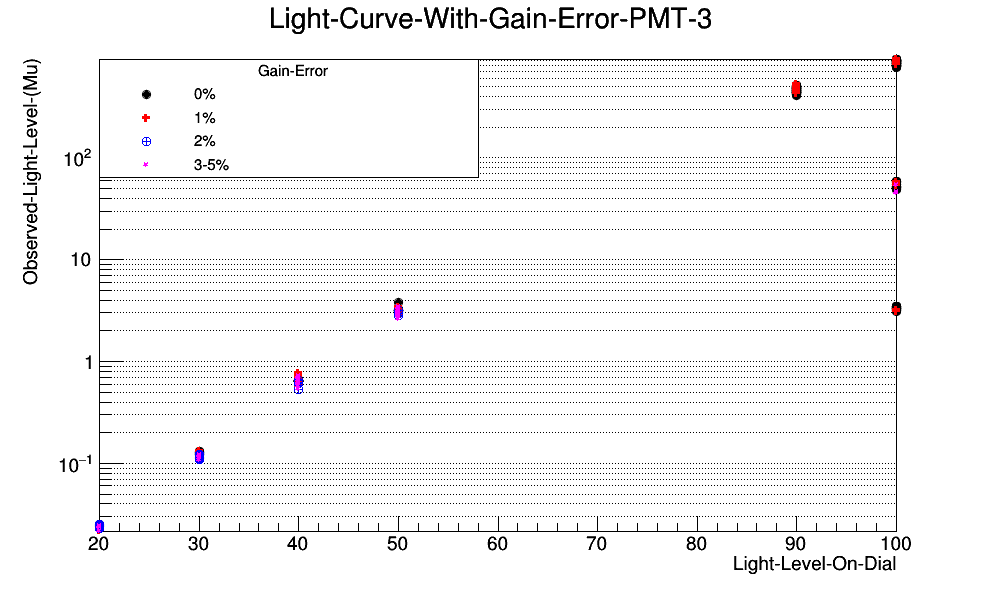 Light-Curve-With-Gain-Error-PMT-3
Observed-Light-Level-(Mu)
Gain-Error
0%
1%
2%
3-5%
10²
10
1
10⁻¹
20 30 40 50 60 70 80 90 100
Light-Level-On-Dial